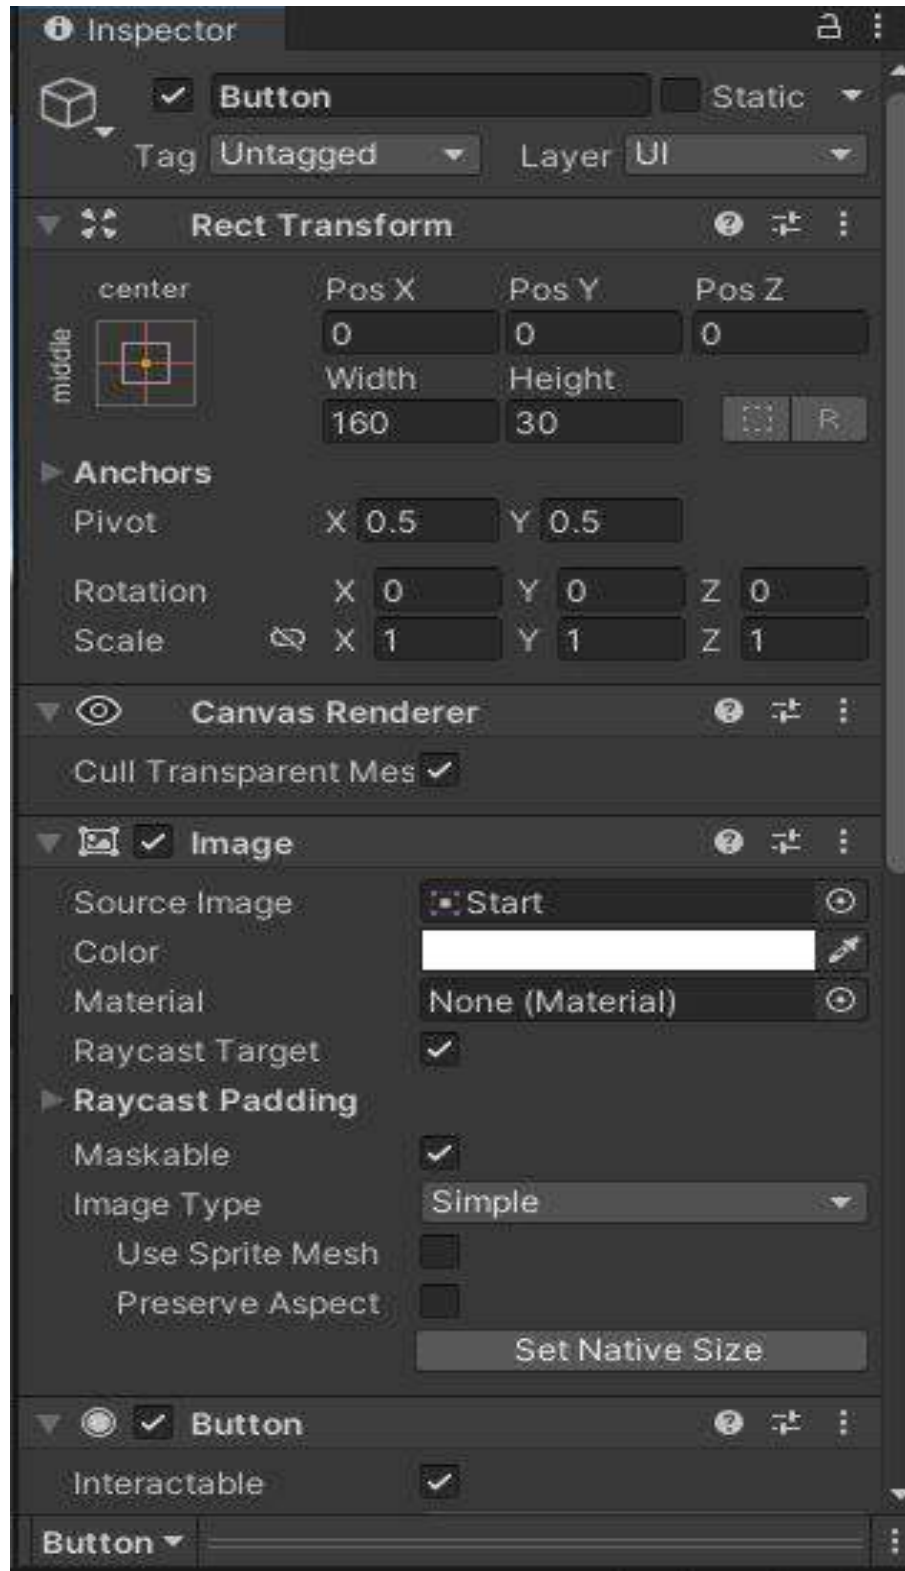 Inspector
Button Static
Tag Untagged Layer UI
Rect Transform
center Pos X Pos Y Pos Z
middle 0 0 0
Width Height
160 30 R
Anchors
Pivot X 0.5 Y 0.5
Rotation X 0 Y 0 Z 0
Scale X 1 Y 1 Z 1
Canvas Renderer
Cull Transparent Mes
Image
Source Image Start
Color
Material None (Material)
Raycast Target
Raycast Padding
Maskable
Image Type Simple
Use Sprite Mesh
Preserve Aspect
Set Native Size
Button
Interactable
Button